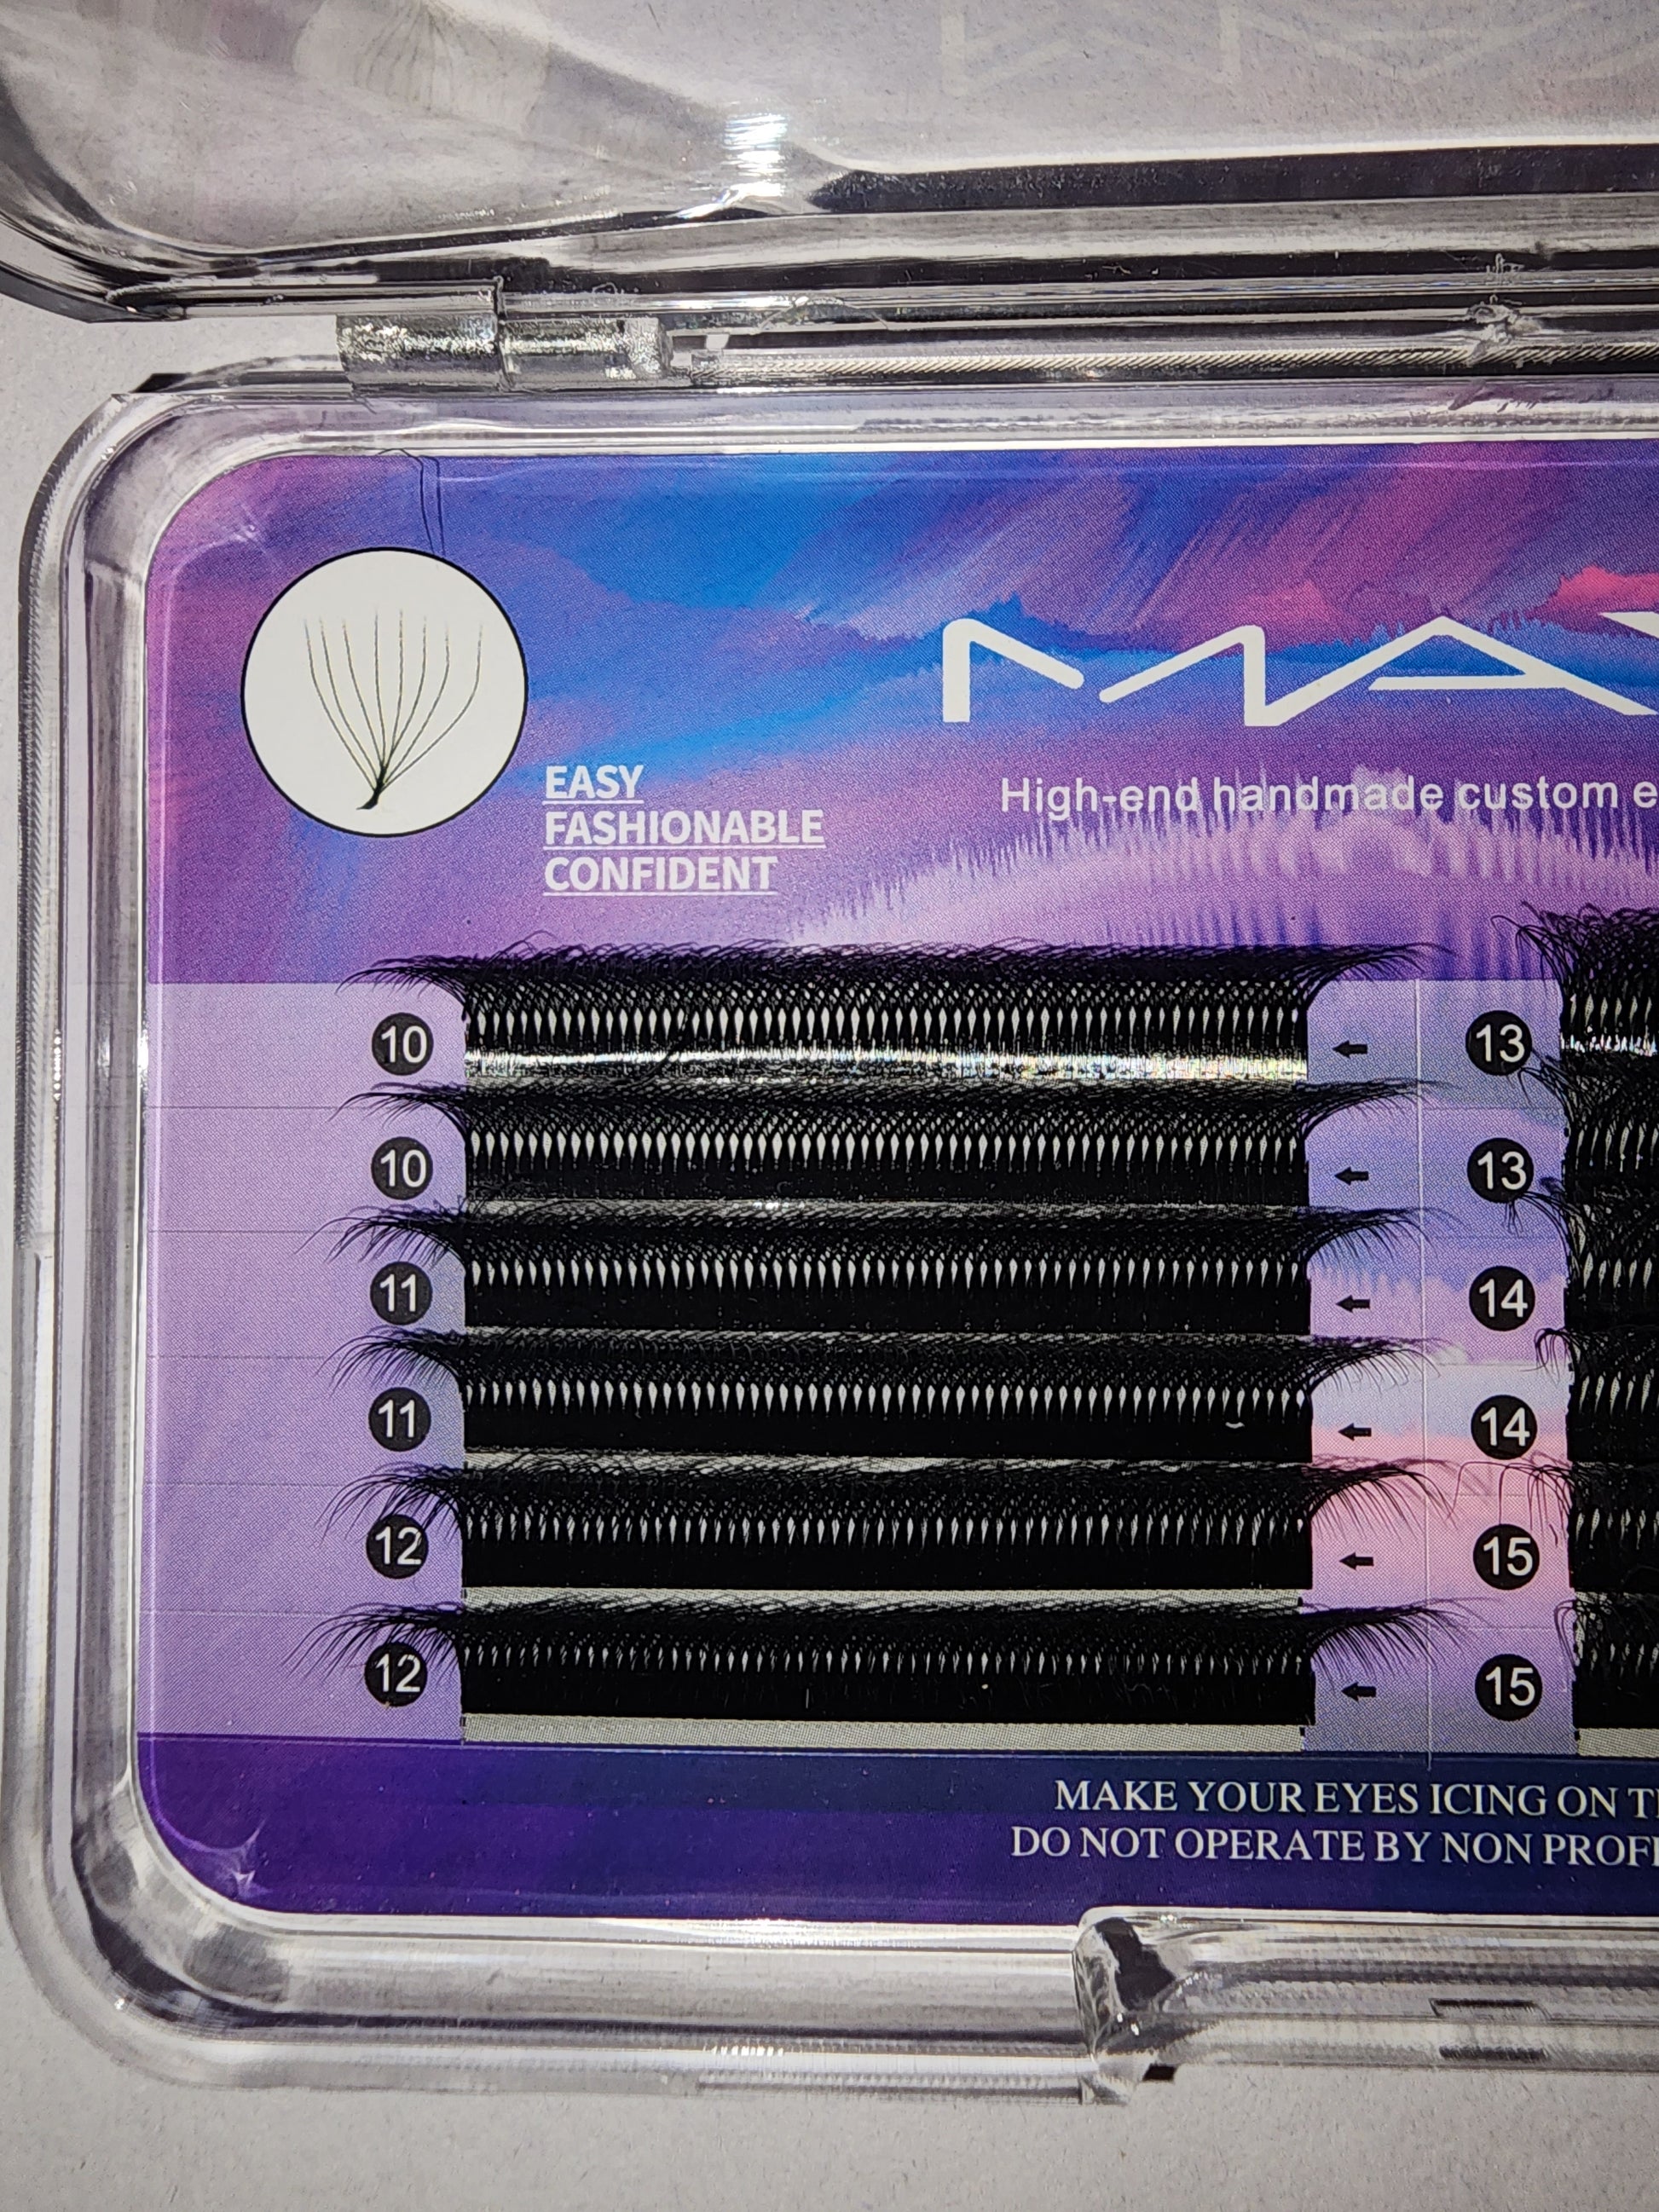 MA
High-end handmade custom
EASY
FASHIONABLE
CONFIDENT
10
13
10
13
11
14
11
14
12
15
12
15
MAKE YOUR EYES ICING ON
DO NOT OPERATE BY NON